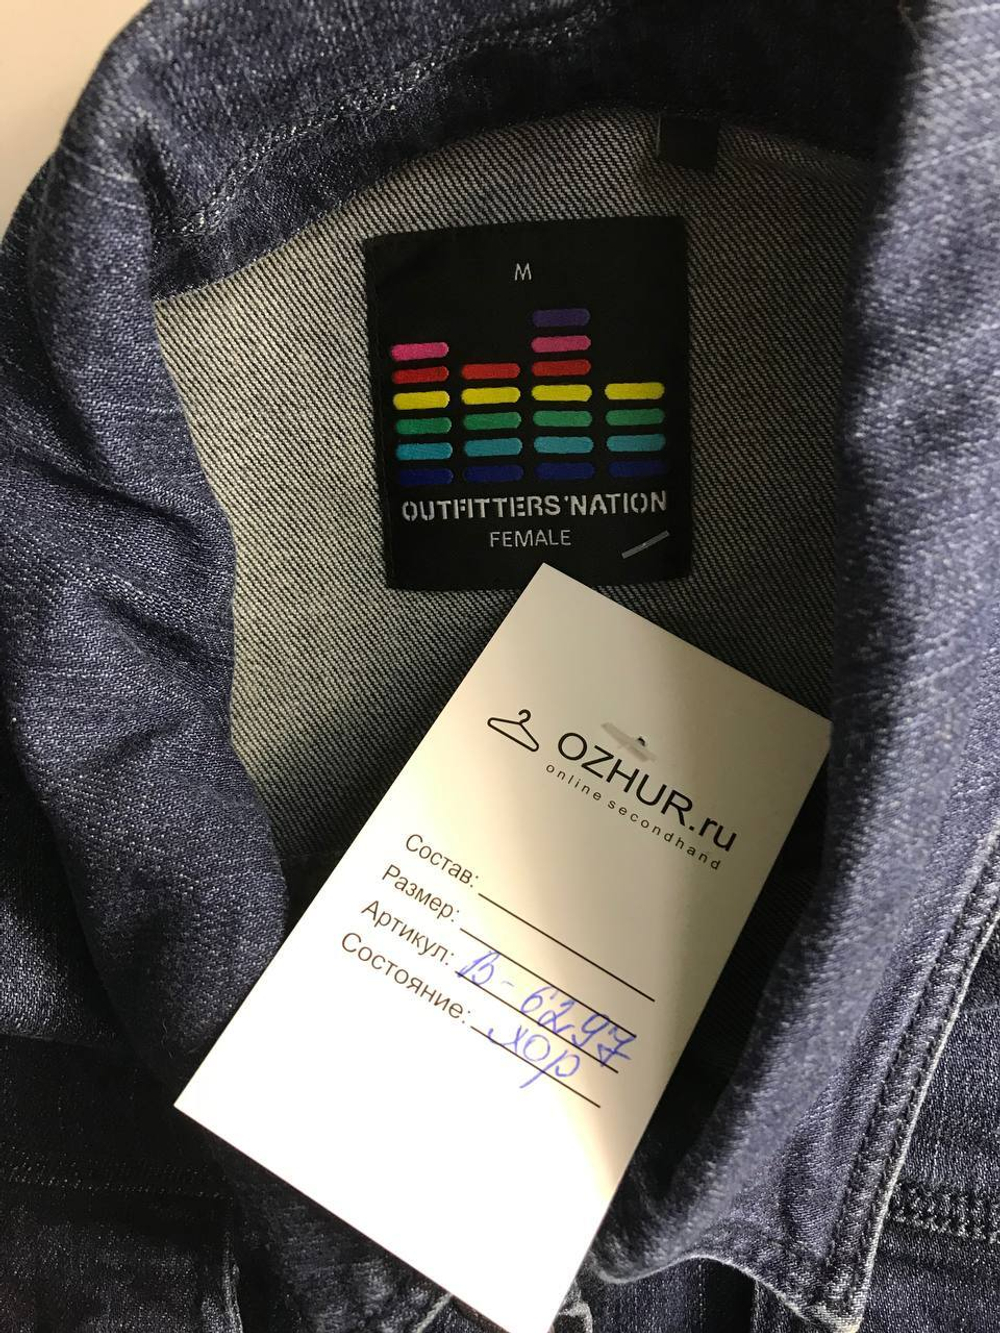 M
OUTFITTERS'NATION
FEMALE
OZHUR.ru
online secondhand
Состав:
Размер:
Артикул: В-6297
Состояние: хор